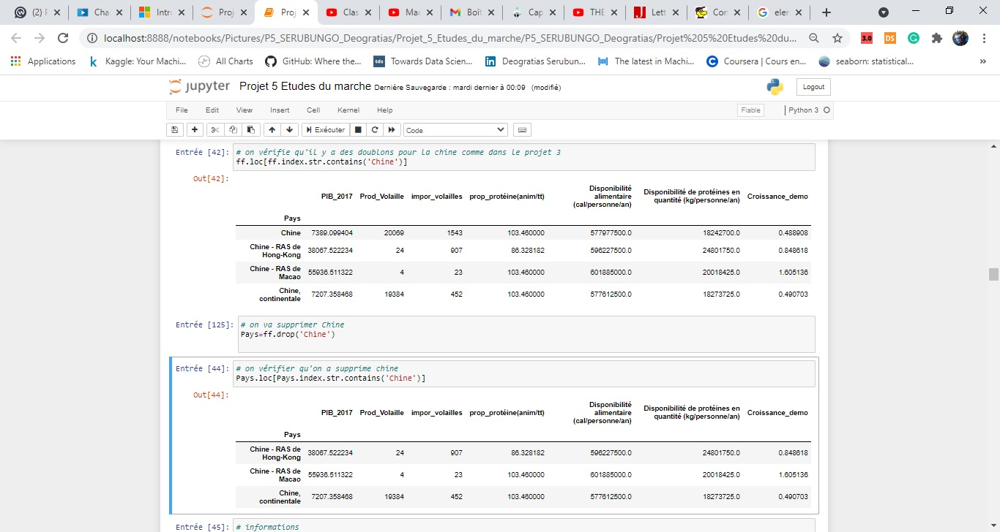 (2) F
Cha
Intro
Proj
Proj
Clas
Mac
Boît
Cap
THE
Lett
Con
eler
localhost:8888/notebooks/Pictures/P5_SERUBUNGO_Deogratias/Projet_5_Etudes_du_marche/P5_SERUBUNGO_Deogratias/Projet%205%20Etudes%20du...
3.0
DS
Applications
Kaggle: Your Machi...
All Charts
GitHub: Where the...
tds
Towards Data Scien...
Deogratias Serubun...
The latest in Machi...
Coursera | Cours en...
seaborn: statistical...
»
jupyter Projet 5 Etudes du marche Dernière Sauvegarde : mardi dernier à 00:09 (modifié)
Logout
File Edit View Insert Cell Kernel Help
Fiable
Python 3
Exécuter
Code
Entrée [42]: # on vérifie qu'il y a des doublons pour la chine comme dans le projet 3
ff.loc[ff.index.str.contains('Chine')]
Out[42]:
PIB_2017 Prod_Volaille impor_volailles prop_protéine(anim/tt) Disponibilité alimentaire (cal/personne/an) Disponibilité de protéines en quantité (kg/personne/an) Croissance_demo
Pays
Chine 7389.099404 20069 1543 103.460000 577977500.0 18242700.0 0.488908
Chine - RAS de Hong-Kong 38067.522234 24 907 86.328182 596227500.0 24801750.0 0.848618
Chine - RAS de Macao 55936.511322 4 23 103.460000 601885000.0 20018425.0 1.605136
Chine, continentale 7207.358468 19384 452 103.460000 577612500.0 18273725.0 0.490703
Entrée [125]: # on va supprimer Chine
Pays=ff.drop('Chine')
Entrée [44]: # on vérifier qu'on a supprime chine
Pays.loc[Pays.index.str.contains('Chine')]
Out[44]:
PIB_2017 Prod_Volaille impor_volailles prop_protéine(anim/tt) Disponibilité alimentaire (cal/personne/an) Disponibilité de protéines en quantité (kg/personne/an) Croissance_demo
Pays
Chine - RAS de Hong-Kong 38067.522234 24 907 86.328182 596227500.0 24801750.0 0.848618
Chine - RAS de Macao 55936.511322 4 23 103.460000 601885000.0 20018425.0 1.605136
Chine, continentale 7207.358468 19384 452 103.460000 577612500.0 18273725.0 0.490703
Entrée [45]: # informations